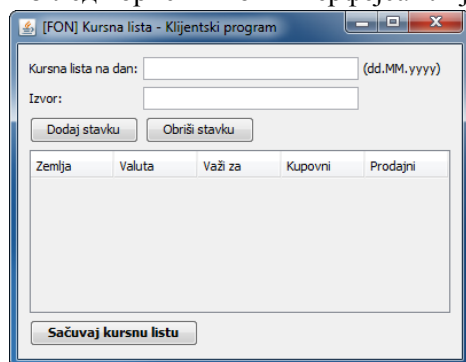 [FON] Kursna lista - Klijentski program
Kursna lista na dan: (dd.MM.yyyy)
Izvor:
Dodaj stavku Obriši stavku
Zemlja Valuta Važi za Kupovni Prodajni
Sačuvaj kursnu listu